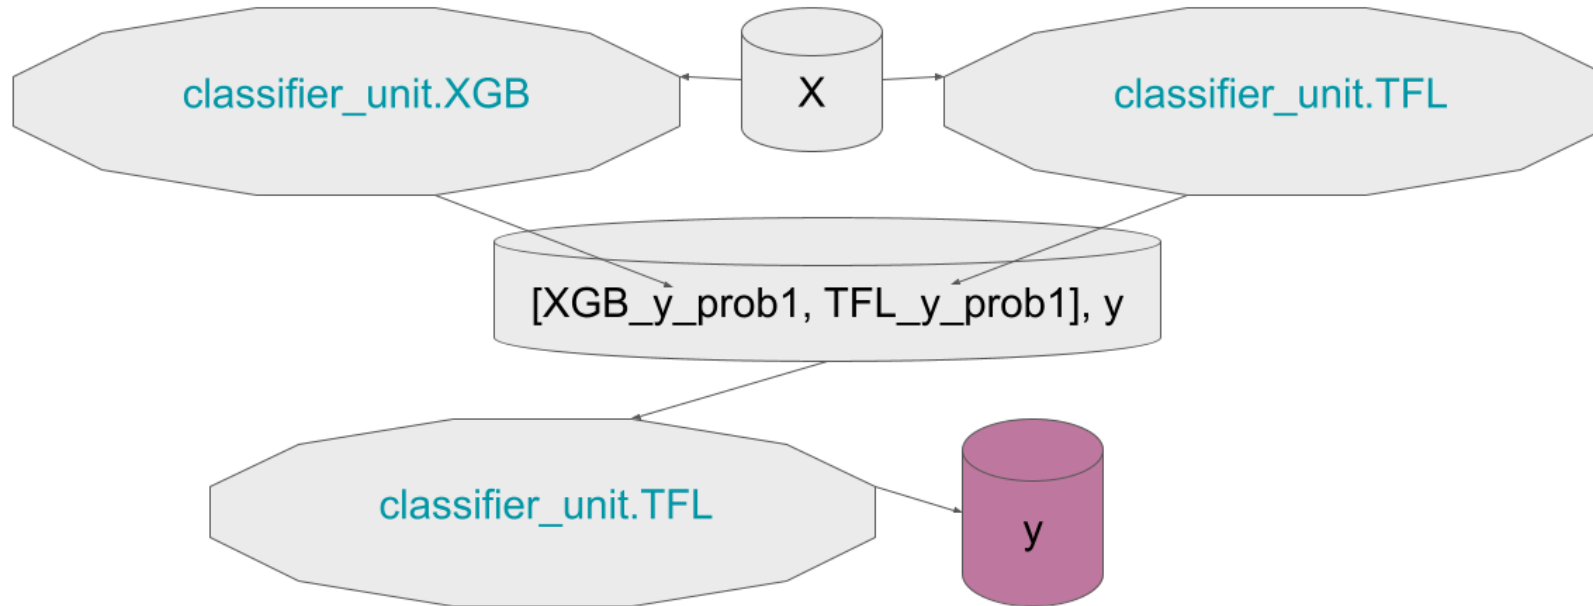 classifier_unit.XGB
X
classifier_unit.TFL
[XGB_y_prob1, TFL_y_prob1], y
classifier_unit.TFL
y